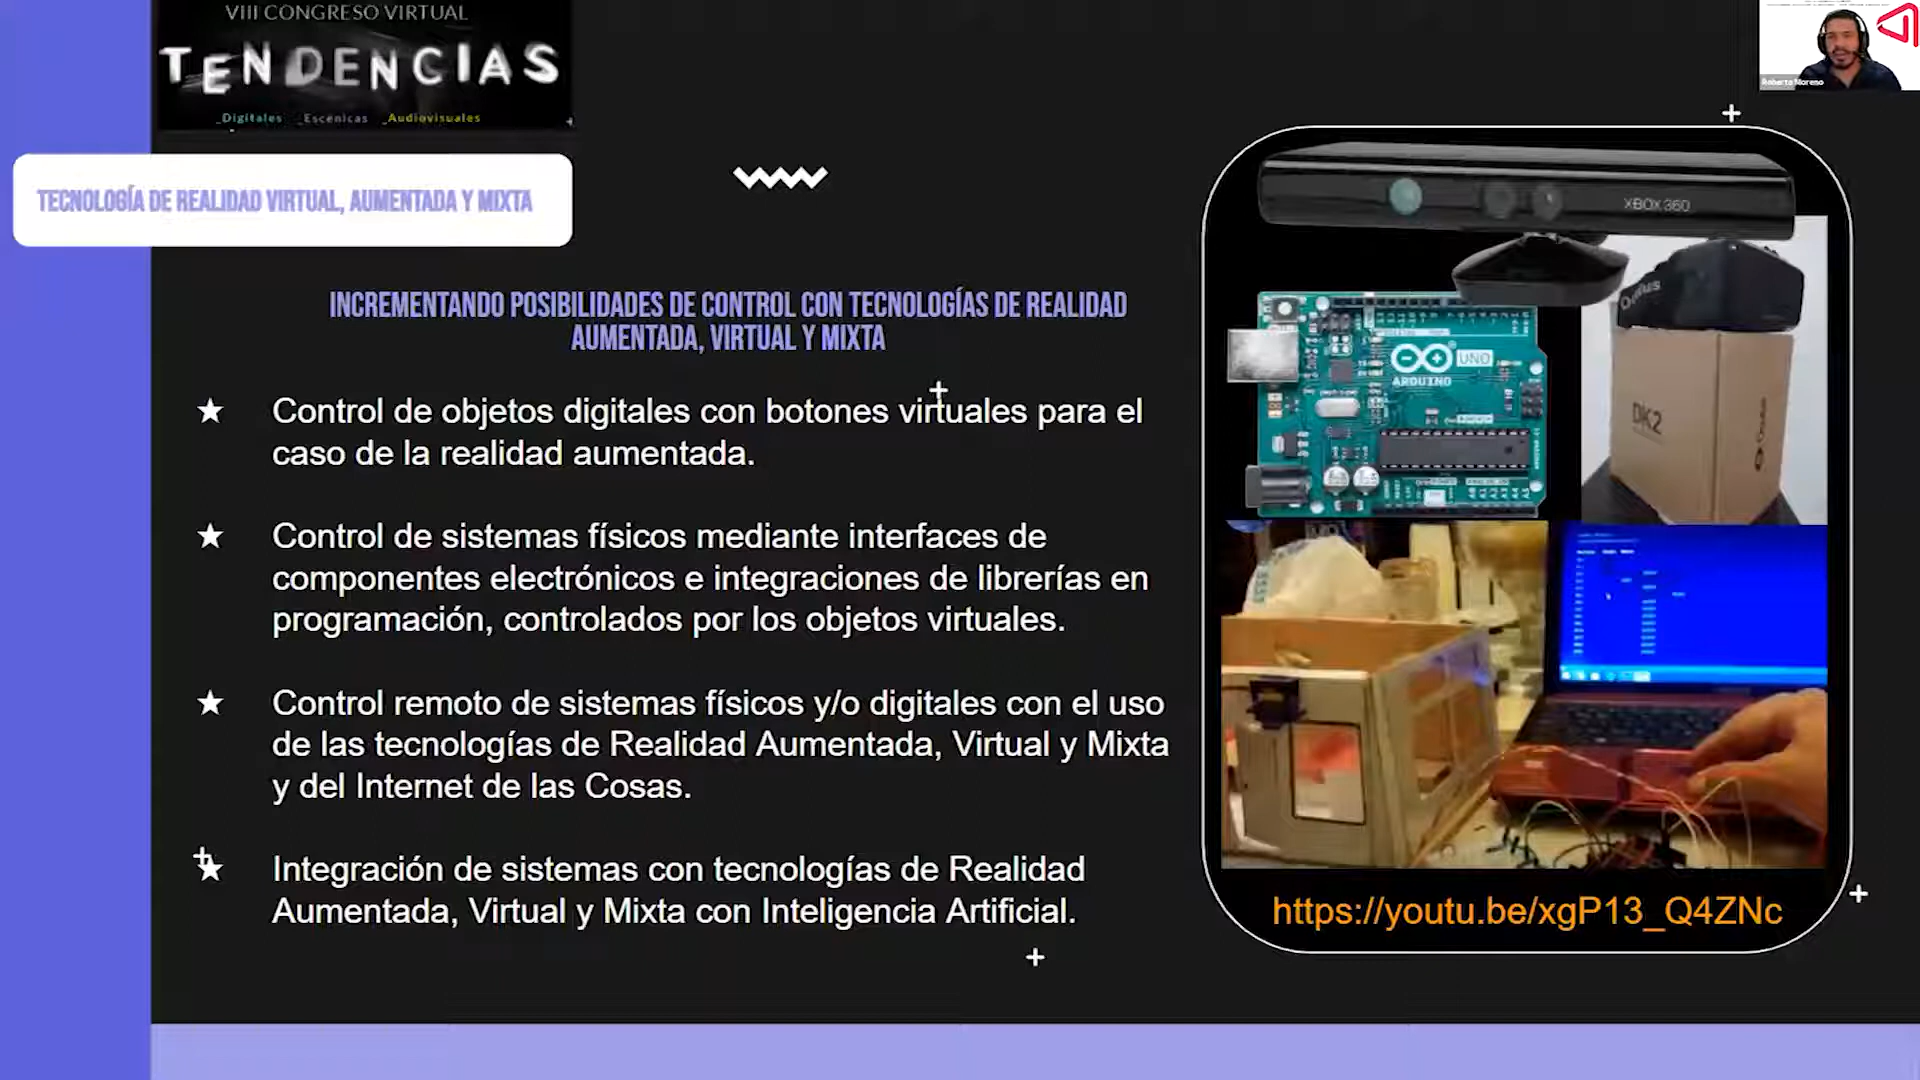 VIII CONGRESO VIRTUAL
TENDENCIAS
_Digitales _Escénicas _Audiovisuales
Roberto Moreno
TECNOLOGÍA DE REALIDAD VIRTUAL, AUMENTADA Y MIXTA
INCREMENTANDO POSIBILIDADES DE CONTROL CON TECNOLOGÍAS DE REALIDAD
AUMENTADA, VIRTUAL Y MIXTA
★ Control de objetos digitales con botones virtuales para el
caso de la realidad aumentada.
★ Control de sistemas físicos mediante interfaces de
componentes electrónicos e integraciones de librerías en
programación, controlados por los objetos virtuales.
★ Control remoto de sistemas físicos y/o digitales con el uso
de las tecnologías de Realidad Aumentada, Virtual y Mixta
y del Internet de las Cosas.
★ Integración de sistemas con tecnologías de Realidad
Aumentada, Virtual y Mixta con Inteligencia Artificial.
XBOX 360
Oculus
UNO
ARDUINO
DK2
https://youtu.be/xgP13_Q4ZNc